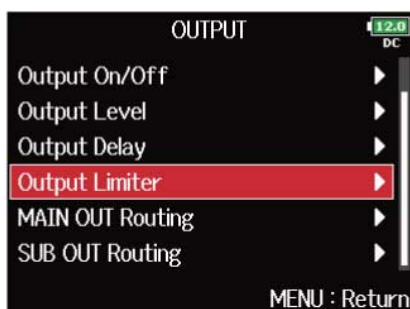 OUTPUT
12.0
DC
Output On/Off
Output Level
Output Delay
Output Limiter
MAIN OUT Routing
SUB OUT Routing
MENU : Return